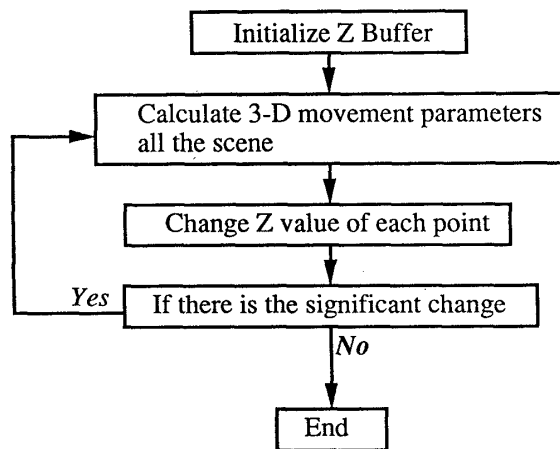 Initialize Z Buffer
Calculate 3-D movement parameters
all the scene
Change Z value of each point
Yes
If there is the significant change
No
End